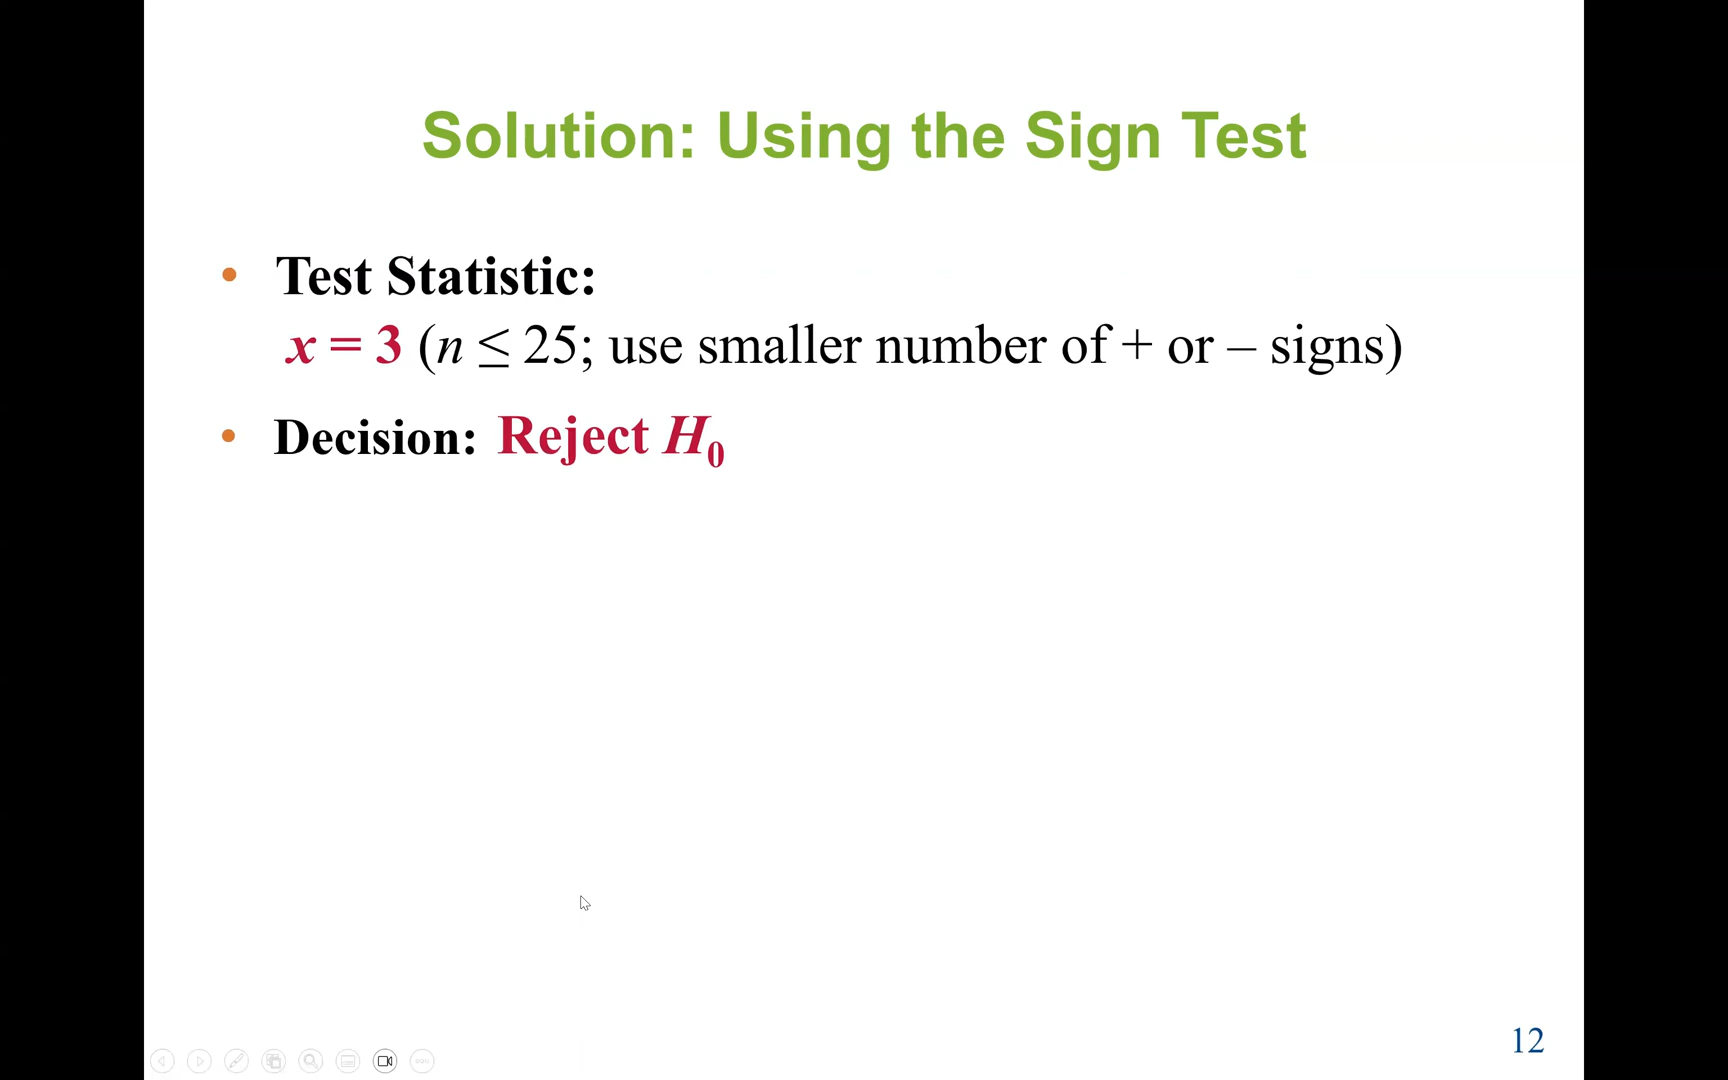 Solution: Using the Sign Test
• Test Statistic:
x = 3 (n ≤ 25; use smaller number of + or – signs)
• Decision: Reject H₀
12